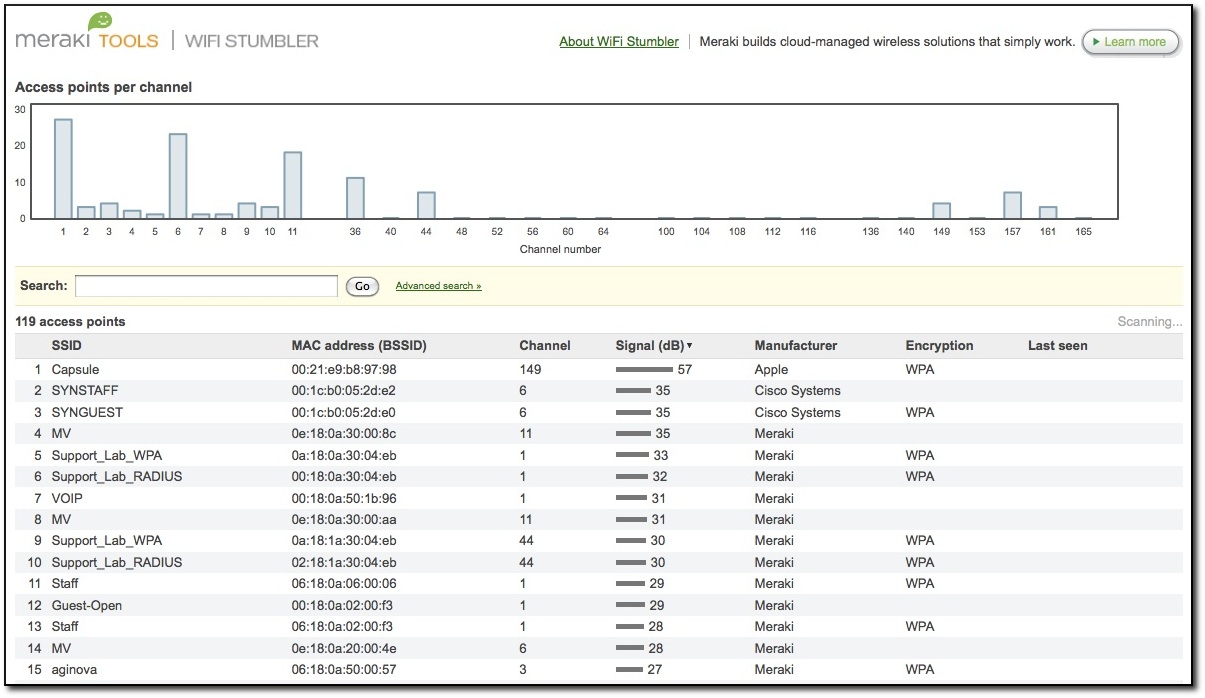 meraki TOOLS | WIFI STUMBLER
About WiFi Stumbler | Meraki builds cloud-managed wireless solutions that simply work. Learn more
Access points per channel
30
20
10
0
1 2 3 4 5 6 7 8 9 10 11 36 40 44 48 52 56 60 64 100 104 108 112 116 136 140 149 153 157 161 165
Channel number
Search: Go Advanced search »
119 access points Scanning...
SSID MAC address (BSSID) Channel Signal (dB) Manufacturer Encryption Last seen
1 Capsule 00:21:e9:b8:97:98 149 57 Apple WPA
2 SYNSTAFF 00:1c:b0:05:2d:e2 6 35 Cisco Systems
3 SYNGUEST 00:1c:b0:05:2d:e0 6 35 Cisco Systems WPA
4 MV 0e:18:0a:30:00:8c 11 35 Meraki
5 Support_Lab_WPA 0a:18:0a:30:04:eb 1 33 Meraki WPA
6 Support_Lab_RADIUS 00:18:0a:30:04:eb 1 32 Meraki WPA
7 VOIP 00:18:0a:50:1b:96 1 31 Meraki
8 MV 0e:18:0a:30:00:aa 11 31 Meraki
9 Support_Lab_WPA 0a:18:1a:30:04:eb 44 30 Meraki WPA
10 Support_Lab_RADIUS 02:18:1a:30:04:eb 44 30 Meraki WPA
11 Staff 06:18:0a:06:00:06 1 29 Meraki WPA
12 Guest-Open 00:18:0a:02:00:f3 1 29 Meraki
13 Staff 06:18:0a:02:00:f3 1 28 Meraki WPA
14 MV 0e:18:0a:20:00:4e 6 28 Meraki
15 aginova 06:18:0a:50:00:57 3 27 Meraki WPA